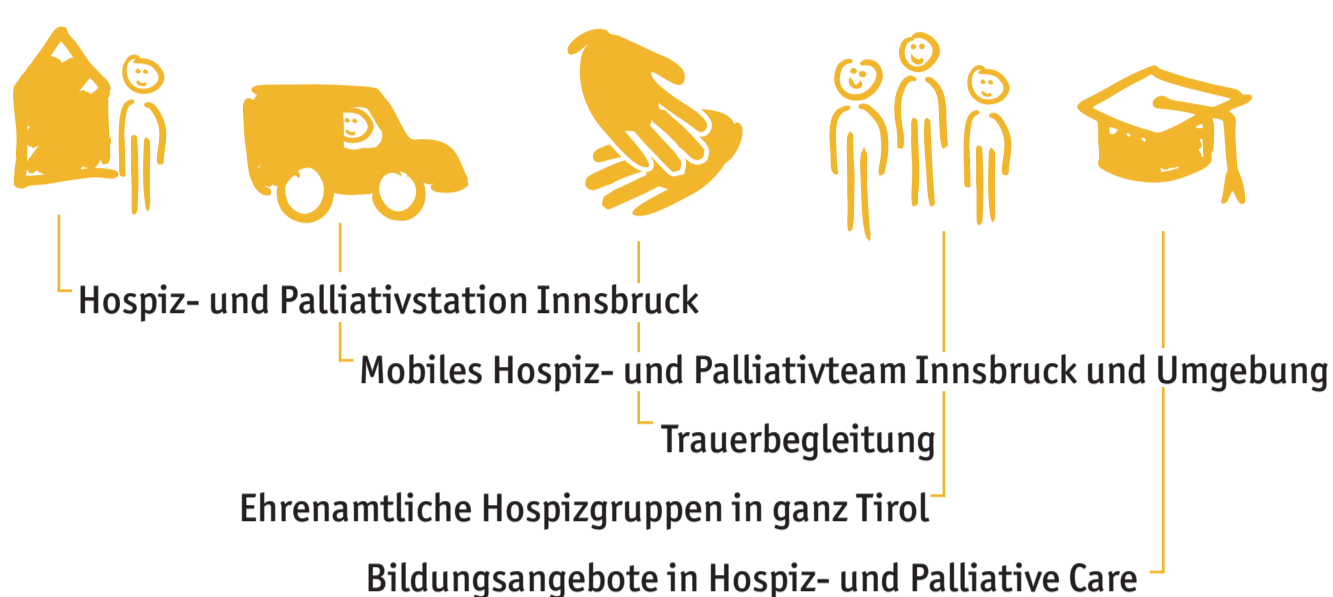 Hospiz- und Palliativstation Innsbruck
Mobiles Hospiz- und Palliativteam Innsbruck und Umgebung
Trauerbegleitung
Ehrenamtliche Hospizgruppen in ganz Tirol
Bildungsangebote in Hospiz- und Palliative Care